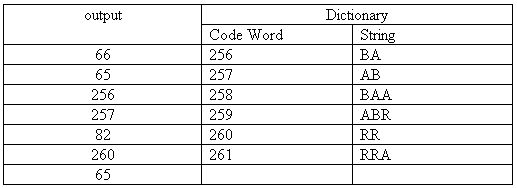 output Dictionary
Code Word String
66 256 BA
65 257 AB
256 258 BAA
257 259 ABR
82 260 RR
260 261 RRA
65